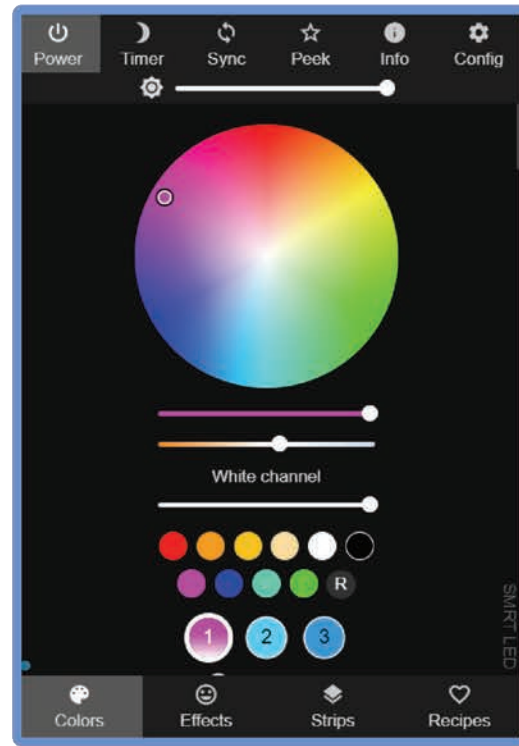 Power Timer Sync Peek Info Config
White channel
R
1 2 3
SMRT LED
Colors Effects Strips Recipes